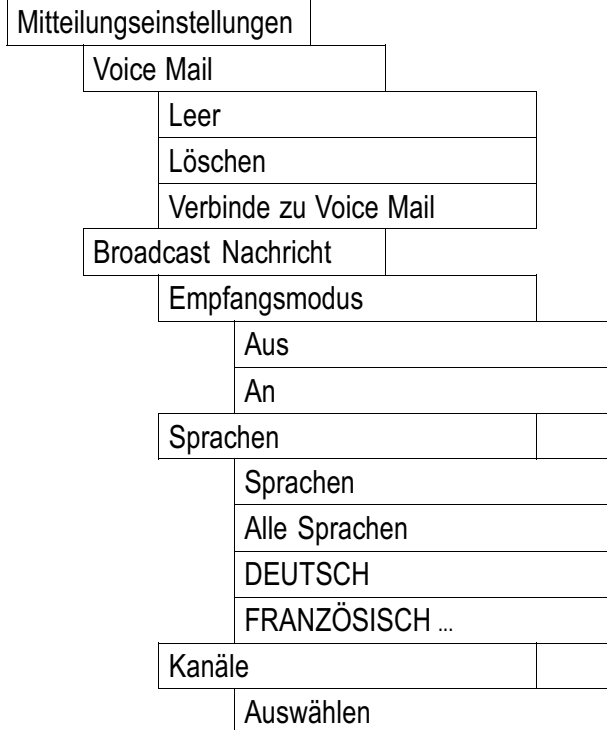 Mitteilungseinstellungen
Voice Mail
Leer
Löschen
Verbinde zu Voice Mail
Broadcast Nachricht
Empfangsmodus
Aus
An
Sprachen
Sprachen
Alle Sprachen
DEUTSCH
FRANZÖSISCH ...
Kanäle
Auswählen